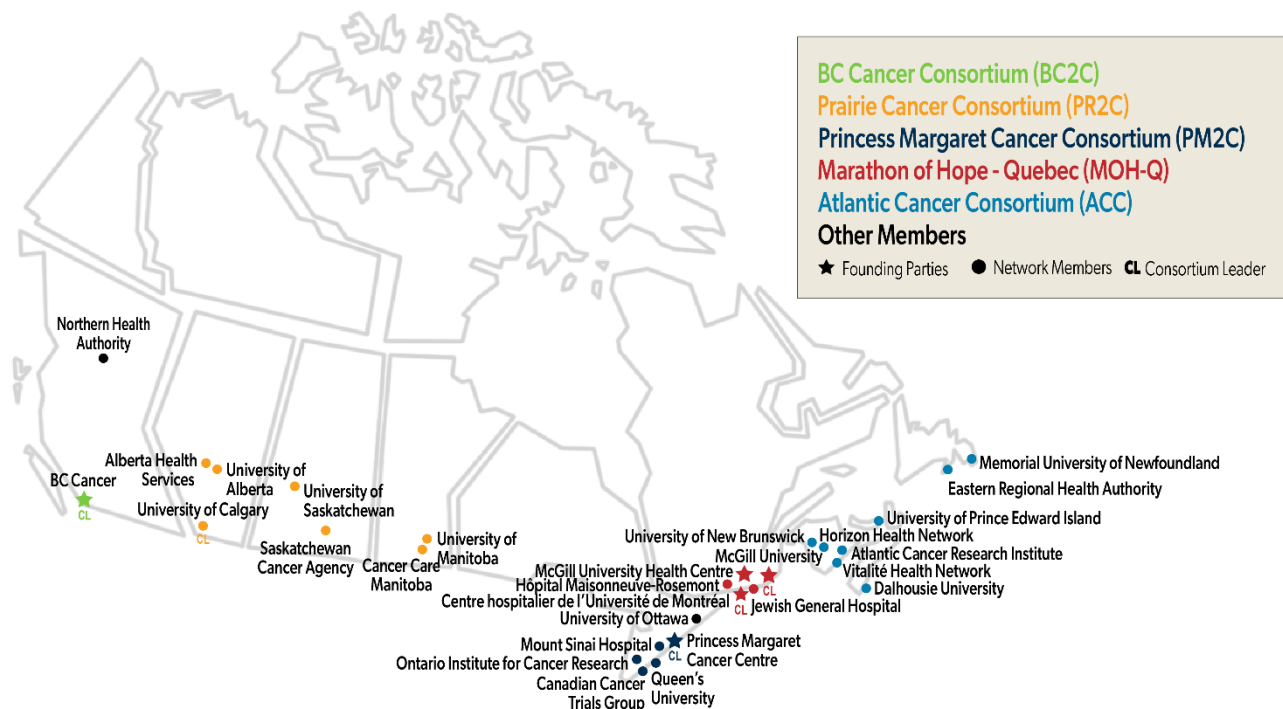 BC Cancer Consortium (BC2C)
Prairie Cancer Consortium (PR2C)
Princess Margaret Cancer Consortium (PM2C)
Marathon of Hope - Quebec (MOH-Q)
Atlantic Cancer Consortium (ACC)
Other Members
Founding Parties
Network Members
CL Consortium Leader
Northern Health
Authority
BC Cancer
CL
Alberta Health
Services
University of
Alberta
University of Calgary
CL
University of
Saskatchewan
Saskatchewan
Cancer Agency
Cancer Care
Manitoba
University of
Manitoba
Memorial University of Newfoundland
Eastern Regional Health Authority
University of Prince Edward Island
University of New Brunswick
Horizon Health Network
Atlantic Cancer Research Institute
Vitalité Health Network
Dalhousie University
McGill University
CL
McGill University Health Centre
Hôpital Maisonneuve-Rosemont
Centre hospitalier de l'Université de Montréal
CL
Jewish General Hospital
University of Ottawa
Mount Sinai Hospital
Princess Margaret
Cancer Centre
CL
Ontario Institute for Cancer Research
Canadian Cancer
Trials Group
Queen's
University